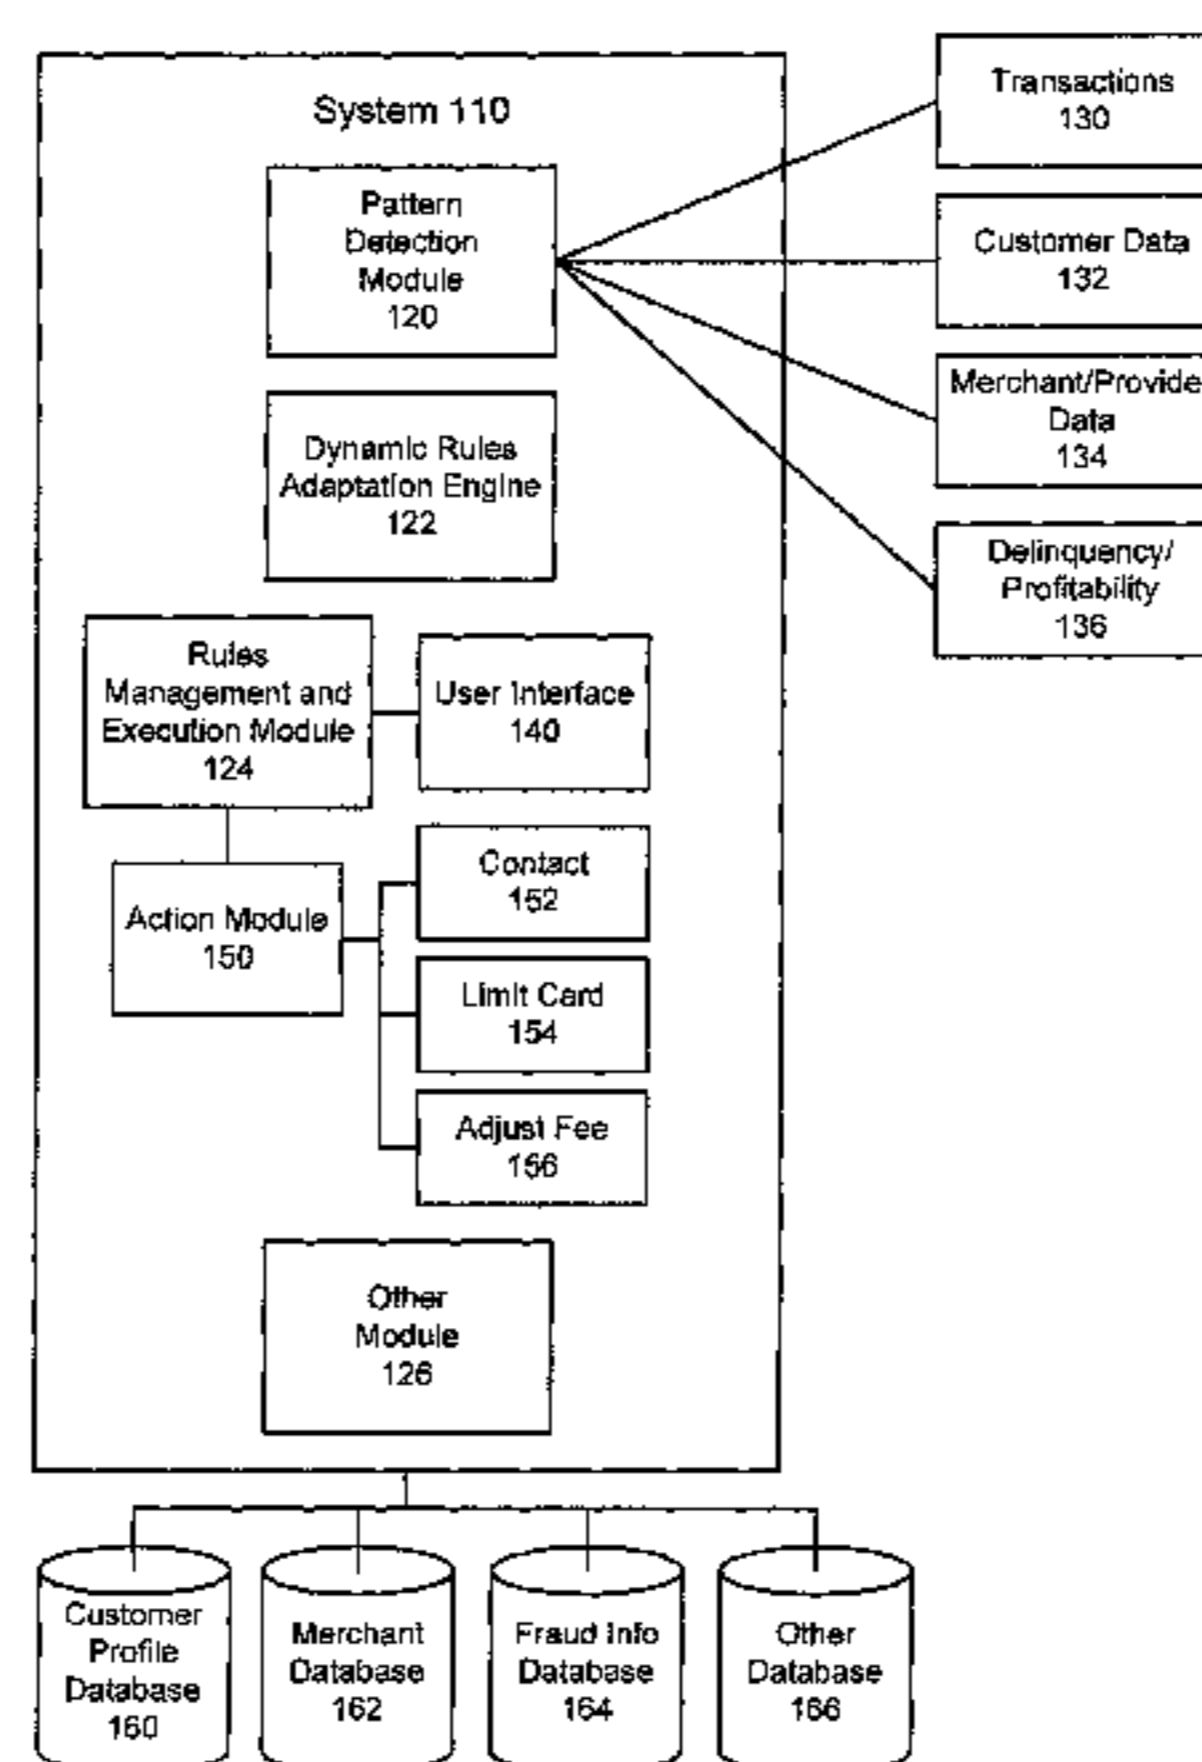 System 110
Pattern
Detection
Module
120
Dynamic Rules
Adaptation Engine
122
Rules
Management and
Execution Module
124
User Interface
140
Action Module
150
Contact
152
Limit Card
154
Adjust Fee
156
Other
Module
126
Transactions
130
Customer Data
132
Merchant/Provide
Data
134
Delinquency/
Profitability
136
Customer
Profile
Database
160
Merchant
Database
162
Fraud Info
Database
164
Other
Database
166